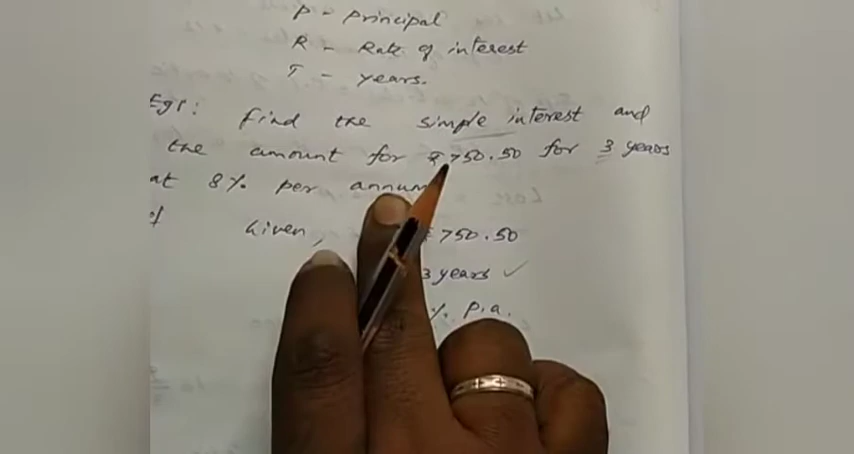 P - Principal
R - Rate of interest
T - years.
Eg1: Find the simple interest and
the amount for ₹750.50 for 3 years
at 8% per annum
Given, ₹750.50
3 years ✓
% p.a.